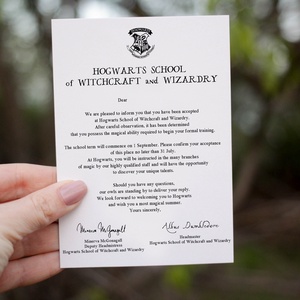 HOGWARTS SCHOOL
of WITCHCRAFT and WIZARDRY
Dear
We are pleased to inform you that you have been accepted
at Hogwarts School of Witchcraft and Wizardry.
After careful observation, it has been determined
that you possess the magical ability required to begin your formal training.
The school term will commence on 1 September. Please confirm your acceptance
of this place no later than 31 July.
At Hogwarts, you will be instructed in the many branches
of magic by our highly qualified staff and will have the opportunity
to discover your unique talents.
Should you have any questions,
our owls are standing by to deliver your reply.
We look forward to welcoming you to Hogwarts
and wish you a most magical summer.
Yours sincerely,
Minerva McGonagall
Deputy Headmistress
Hogwarts School of Witchcraft and Wizardry
Albus Dumbledore
Headmaster
Hogwarts School of Witchcraft and Wizardry